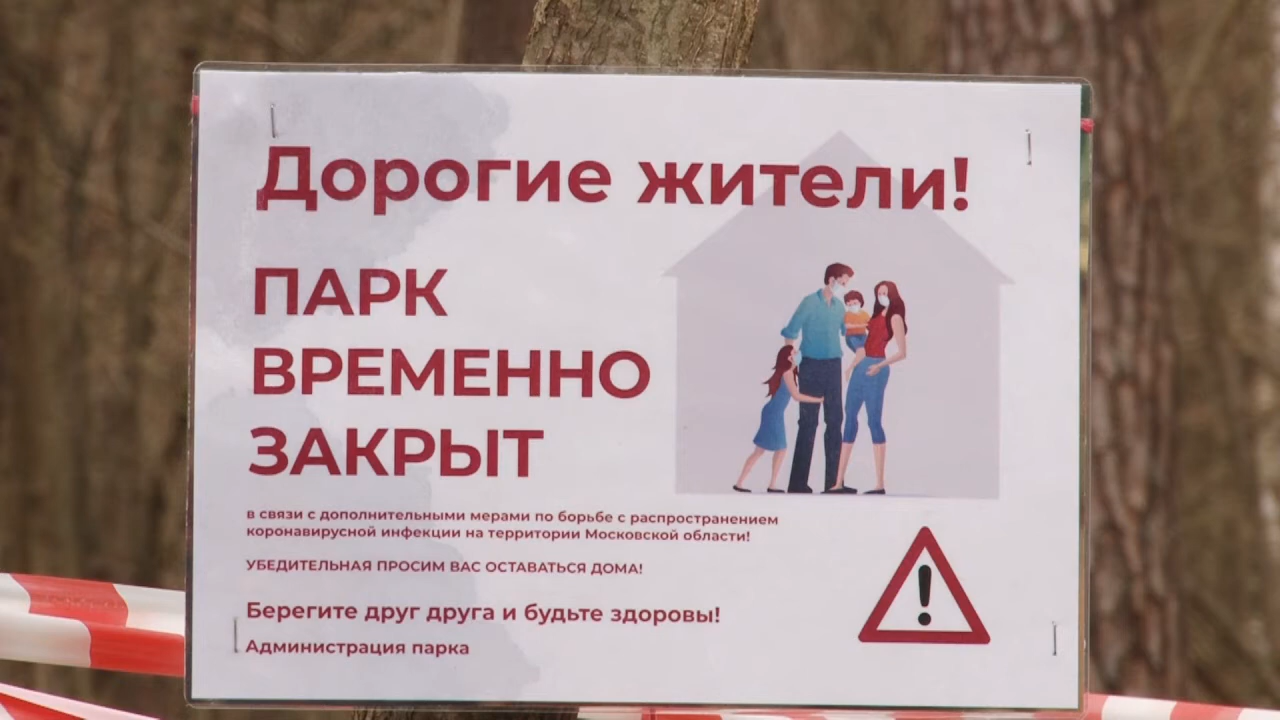 Дорогие жители!
ПАРК
ВРЕМЕННО
ЗАКРЫТ
в связи с дополнительными мерами по борьбе с распространением
коронавирусной инфекции на территории Московской области!
УБЕДИТЕЛЬНАЯ ПРОСИМ ВАС ОСТАВАТЬСЯ ДОМА!
Берегите друг друга и будьте здоровы!
Администрация парка